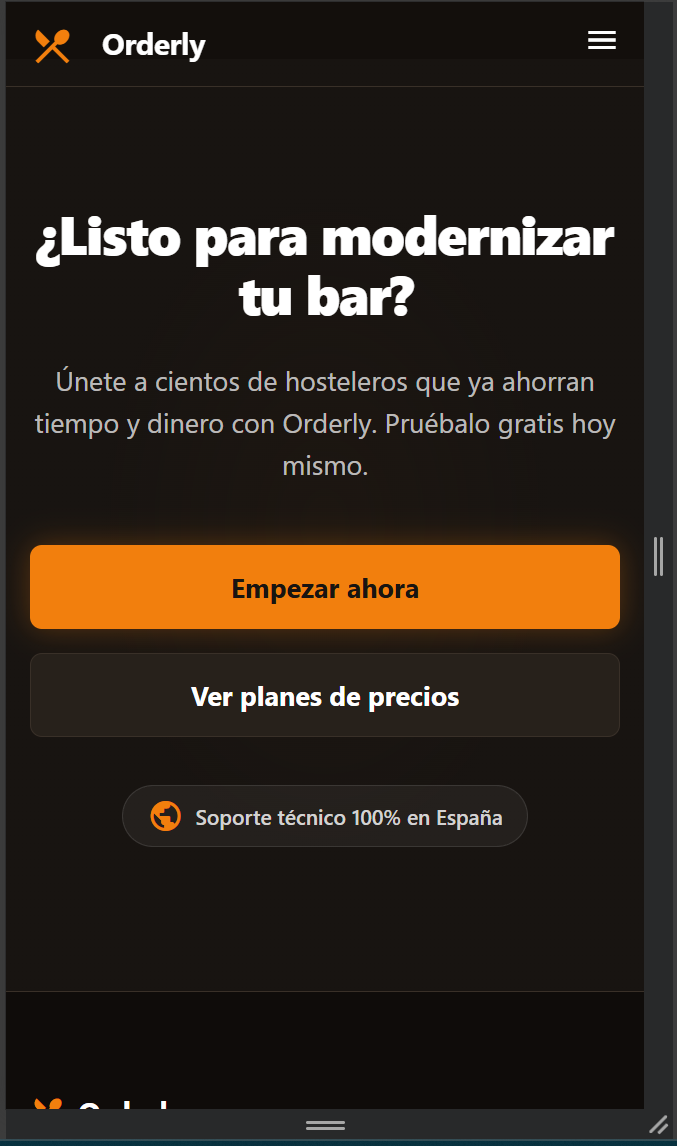 Orderly
¿Listo para modernizar
tu bar?
Únete a cientos de hosteleros que ya ahorran
tiempo y dinero con Orderly. Pruébalo gratis hoy
mismo.
Empezar ahora
Ver planes de precios
Soporte técnico 100% en España